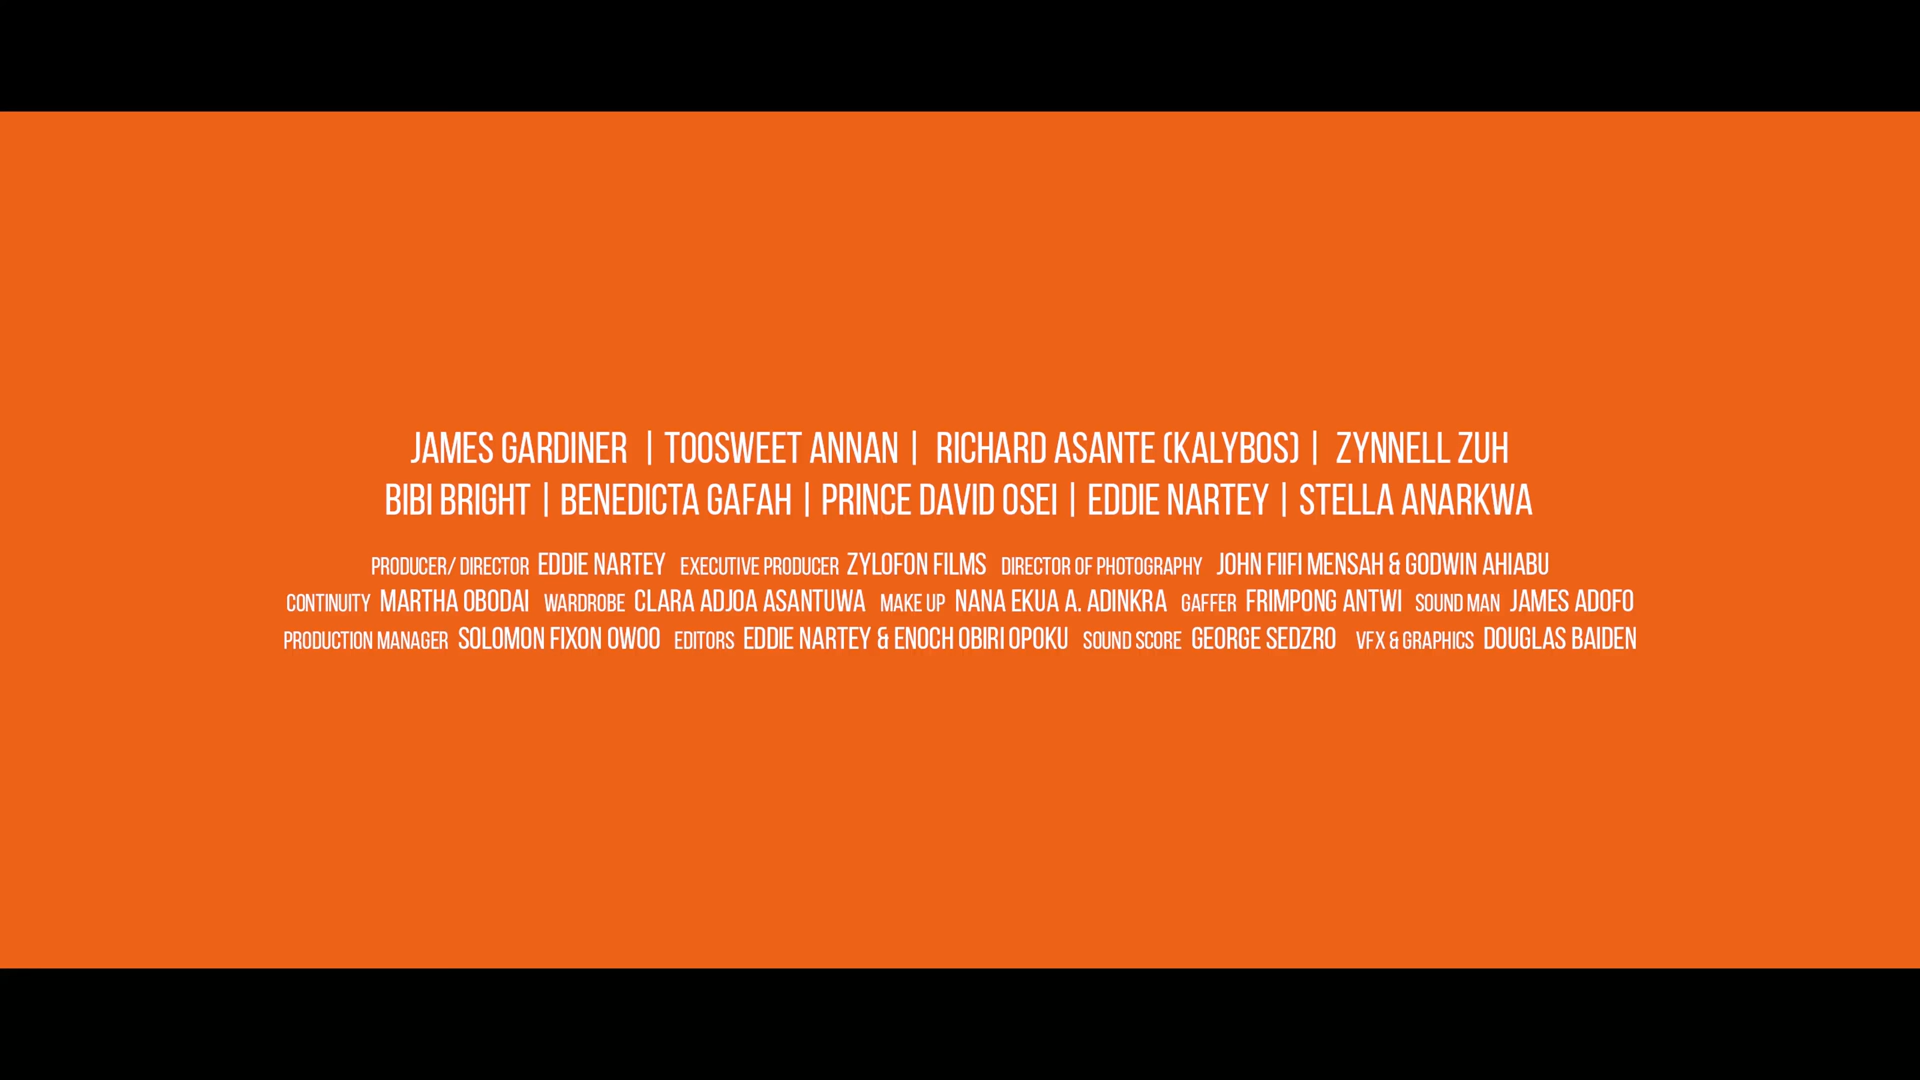 JAMES GARDINER | TOOSWEET ANNAN | RICHARD ASANTE (KALYBOS) | ZYNNELL ZUH
BIBI BRIGHT | BENEDICTA GAFAH | PRINCE DAVID OSEI | EDDIE NARTEY | STELLA ANARKWA
PRODUCER/ DIRECTOR EDDIE NARTEY EXECUTIVE PRODUCER ZYLOFON FILMS DIRECTOR OF PHOTOGRAPHY JOHN FIIFI MENSAH & GODWIN AHIABU
CONTINUITY MARTHA OBODAI WARDROBE CLARA ADJOA ASANTUWA MAKE UP NANA EKUA A. ADINKRA GAFFER FRIMPONG ANTWI SOUND MAN JAMES ADOFO
PRODUCTION MANAGER SOLOMON FIXON OWOO EDITORS EDDIE NARTEY & ENOCH OBIRI OPOKU SOUND SCORE GEORGE SEDZRO VFX & GRAPHICS DOUGLAS BAIDEN